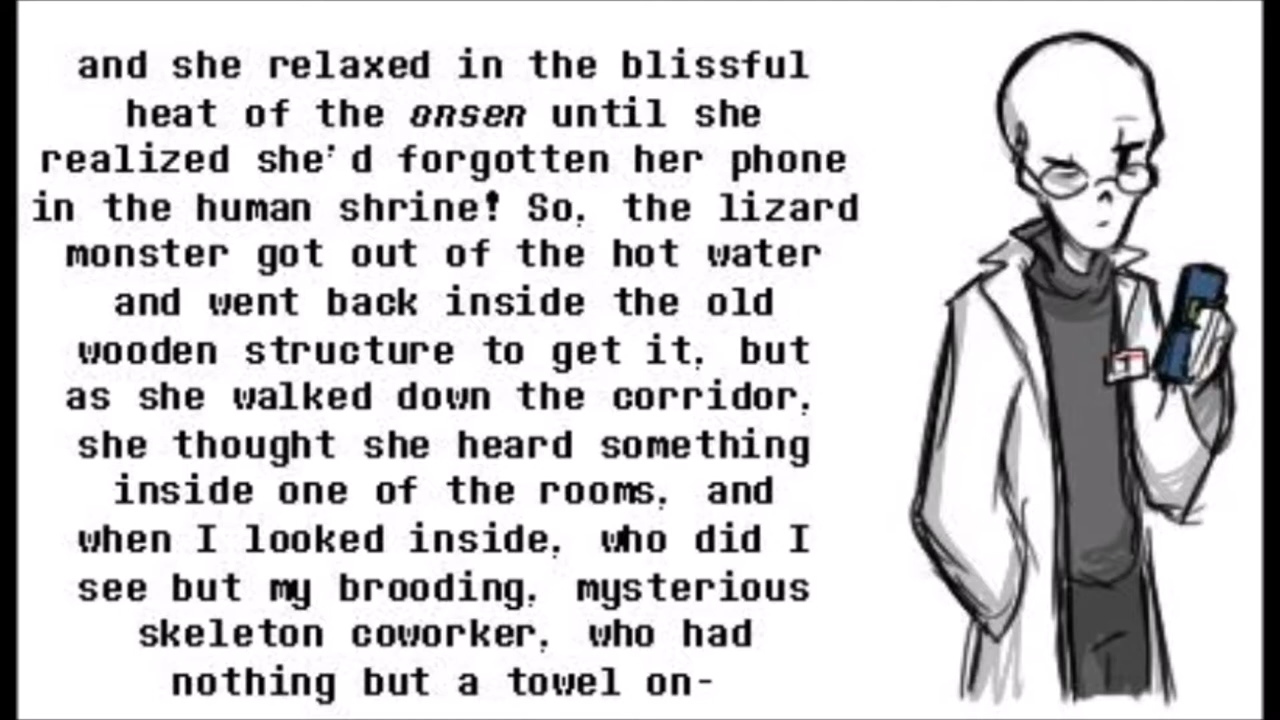 and she relaxed in the blissful
heat of the onsen until she
realized she'd forgotten her phone
in the human shrine! So, the lizard
monster got out of the hot water
and went back inside the old
wooden structure to get it, but
as she walked down the corridor,
she thought she heard something
inside one of the rooms, and
when I looked inside, who did I
see but my brooding, mysterious
skeleton coworker, who had
nothing but a towel on-